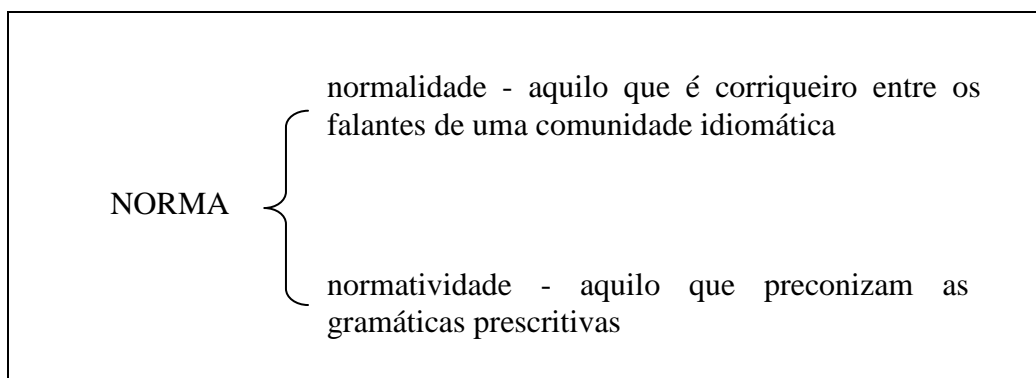 normalidade - aquilo que é corriqueiro entre os
falantes de uma comunidade idiomática
NORMA
normatividade - aquilo que preconizam as
gramáticas prescritivas